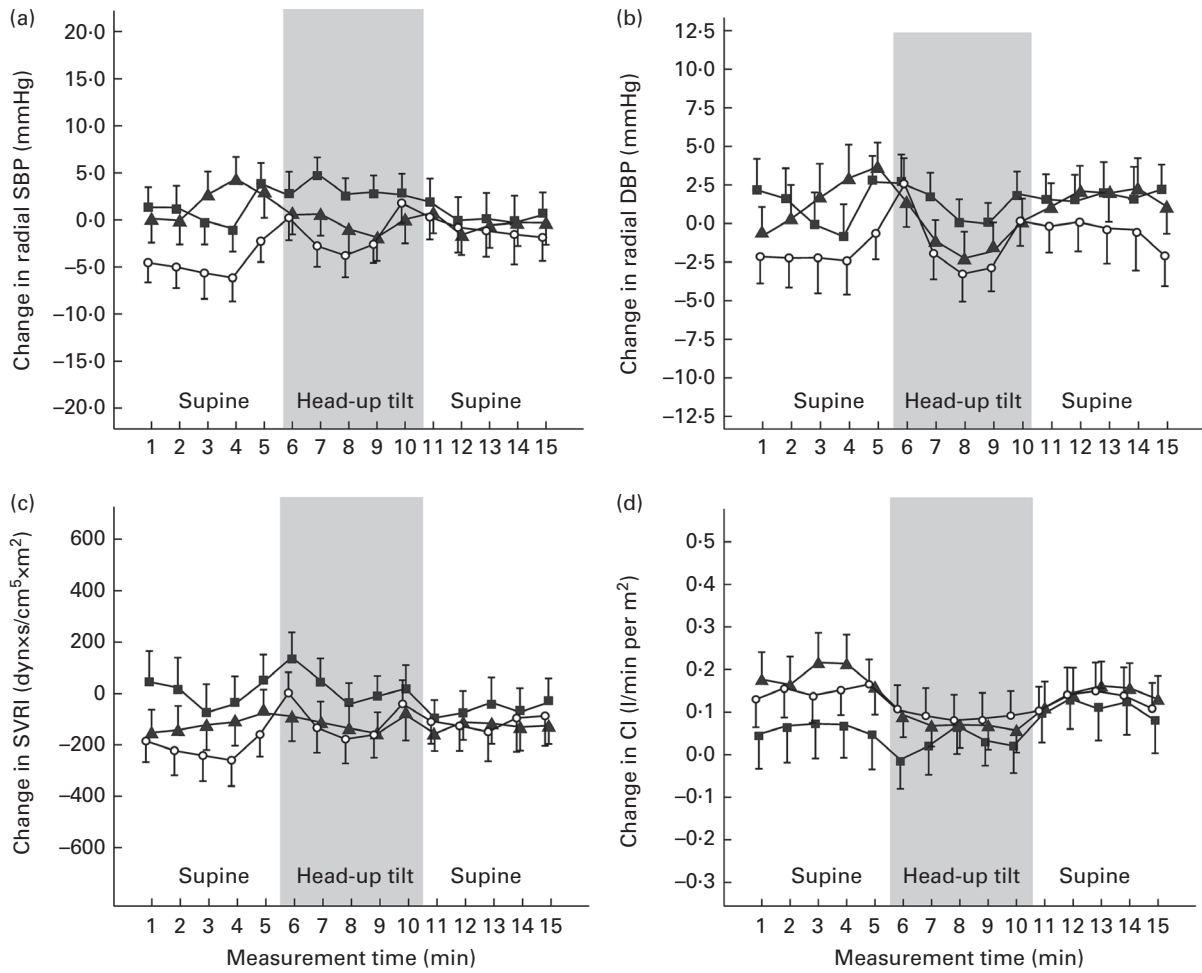 (a)
Change in radial SBP (mmHg)
20·0
15·0
10·0
5·0
0·0
–5·0
–10·0
–15·0
–20·0
Supine Head-up tilt Supine
1 2 3 4 5 6 7 8 9 10 11 12 13 14 15
(b)
Change in radial DBP (mmHg)
12·5
10·0
7·5
5·0
2·5
0·0
–2·5
–5·0
–7·5
–10·0
–12·5
Supine Head-up tilt Supine
1 2 3 4 5 6 7 8 9 10 11 12 13 14 15
(c)
Change in SVRI (dyn×s/cm⁵×m²)
600
400
200
0
–200
–400
–600
Supine Head-up tilt Supine
1 2 3 4 5 6 7 8 9 10 11 12 13 14 15
Measurement time (min)
(d)
Change in CI (l/min per m²)
0·5
0·4
0·3
0·2
0·1
0·0
–0·1
–0·2
–0·3
Supine Head-up tilt Supine
1 2 3 4 5 6 7 8 9 10 11 12 13 14 15
Measurement time (min)